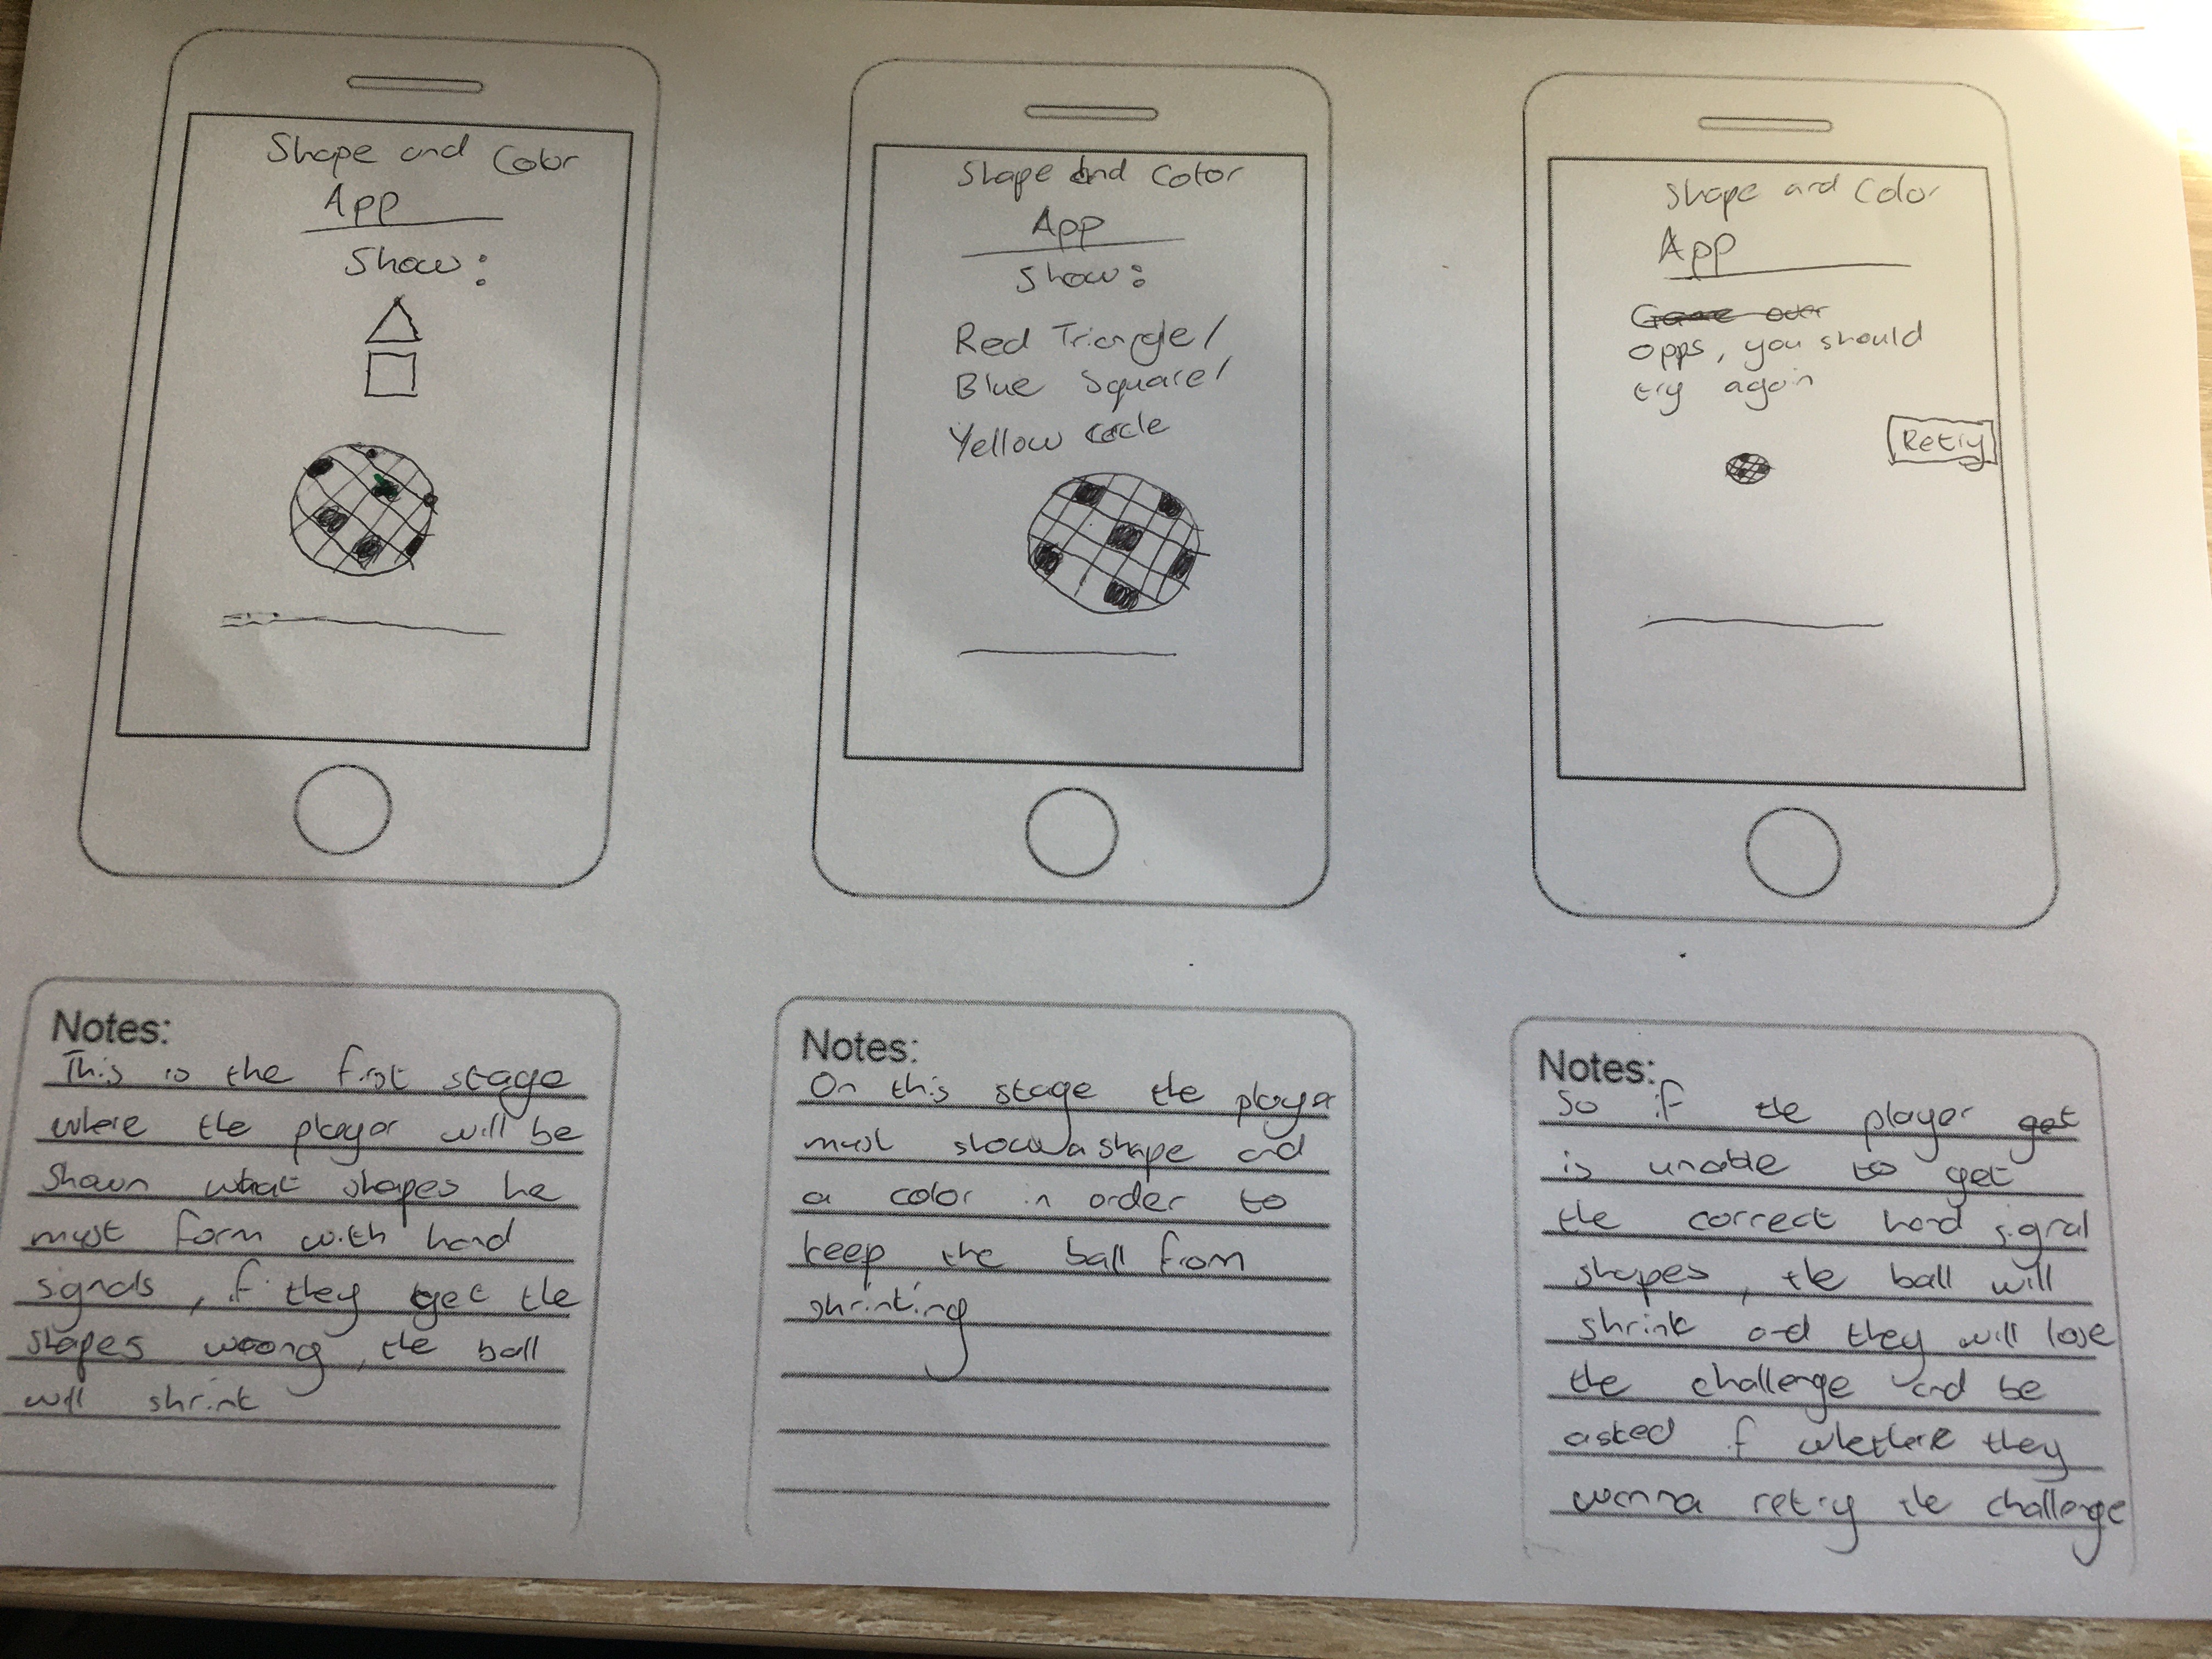 Shape and Color
App
Show:
Notes:
This is the first stage
where the player will be
shown what shapes he
must form with hand
signals, if they get the
shapes wrong, the ball
will shrink
Shape and Color
App
Show:
Red Triangle/
Blue Square/
Yellow circle
Notes:
On this stage the player
must show a shape and
a color in order to
keep the ball from
shrinking
Shape and Color
App
Game over
opps, you should
try again
Retry
Notes:
So if the player get
is unable to get
the correct hand signal
shapes, the ball will
shrink and they will lose
the challenge and be
asked if whethere they
wanna retry the challenge